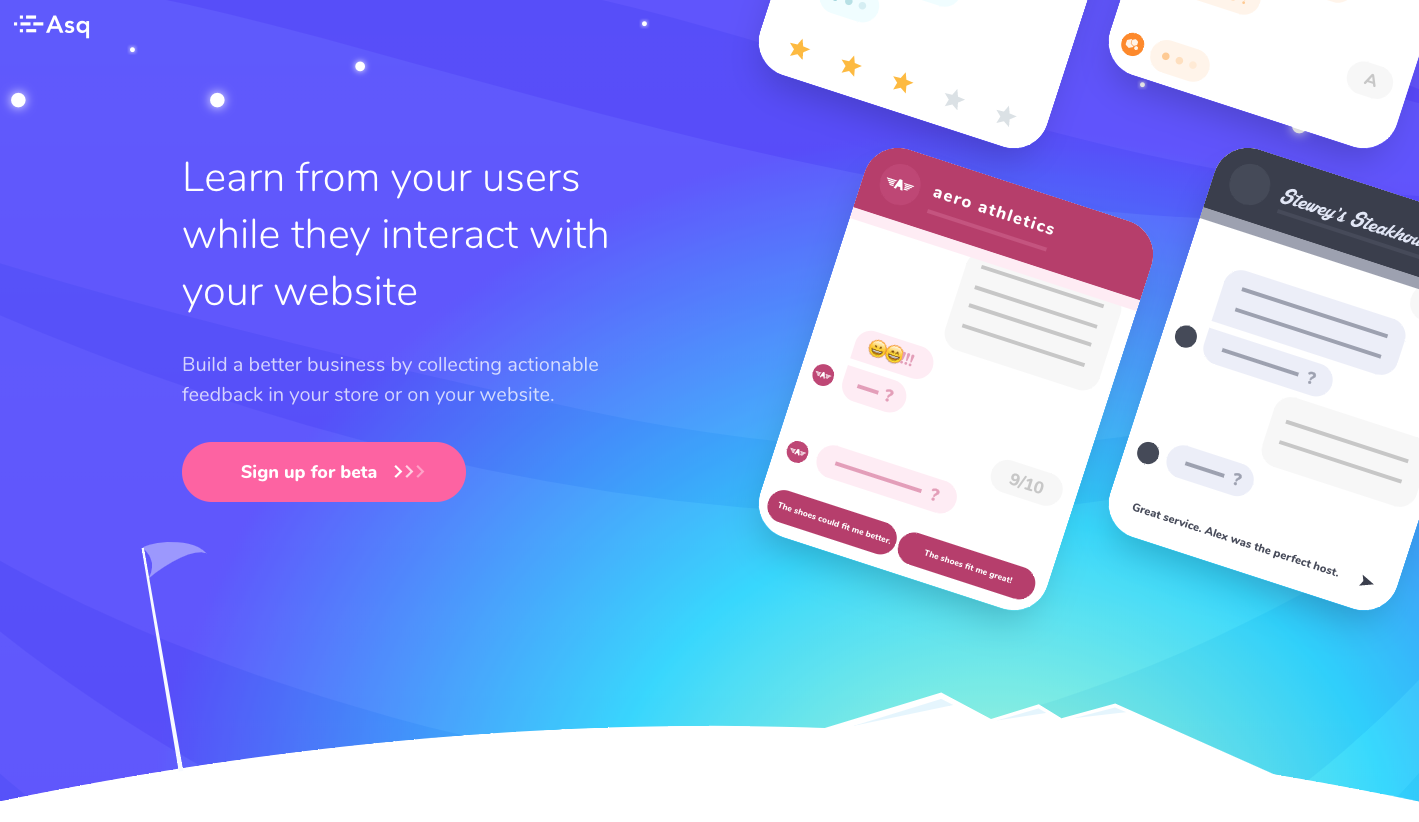 Asq
A
Learn from your users
while they interact with
your website
Build a better business by collecting actionable
feedback in your store or on your website.
Sign up for beta
aero athletics
A
😄😄!!!
?
A
?
9/10
The shoes could fit me better.
The shoes fit me great!
Stewey's
?
?
Great service. Alex was the perfect host.